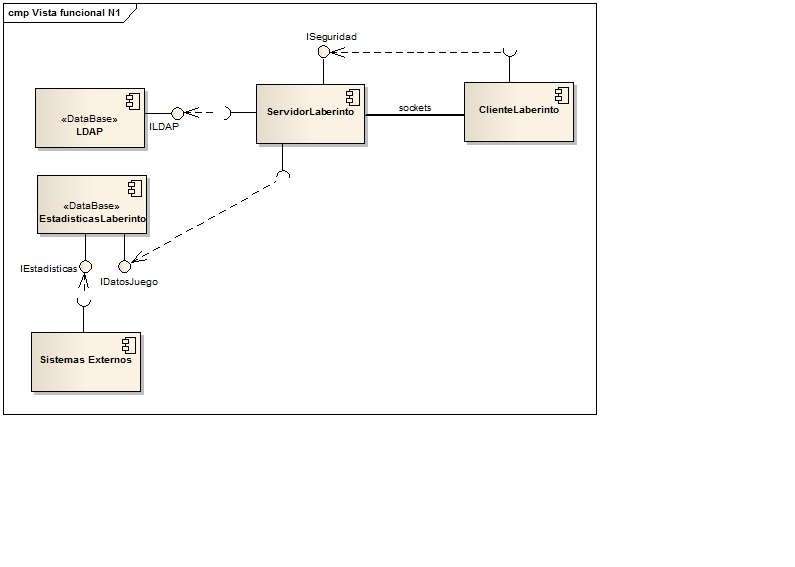 cmp Vista funcional N1
ISeguridad
ServidorLaberinto
sockets
ClienteLaberinto
«DataBase»
LDAP
ILDAP
«DataBase»
EstadisticasLaberinto
IEstadisticas
IDatosJuego
Sistemas Externos